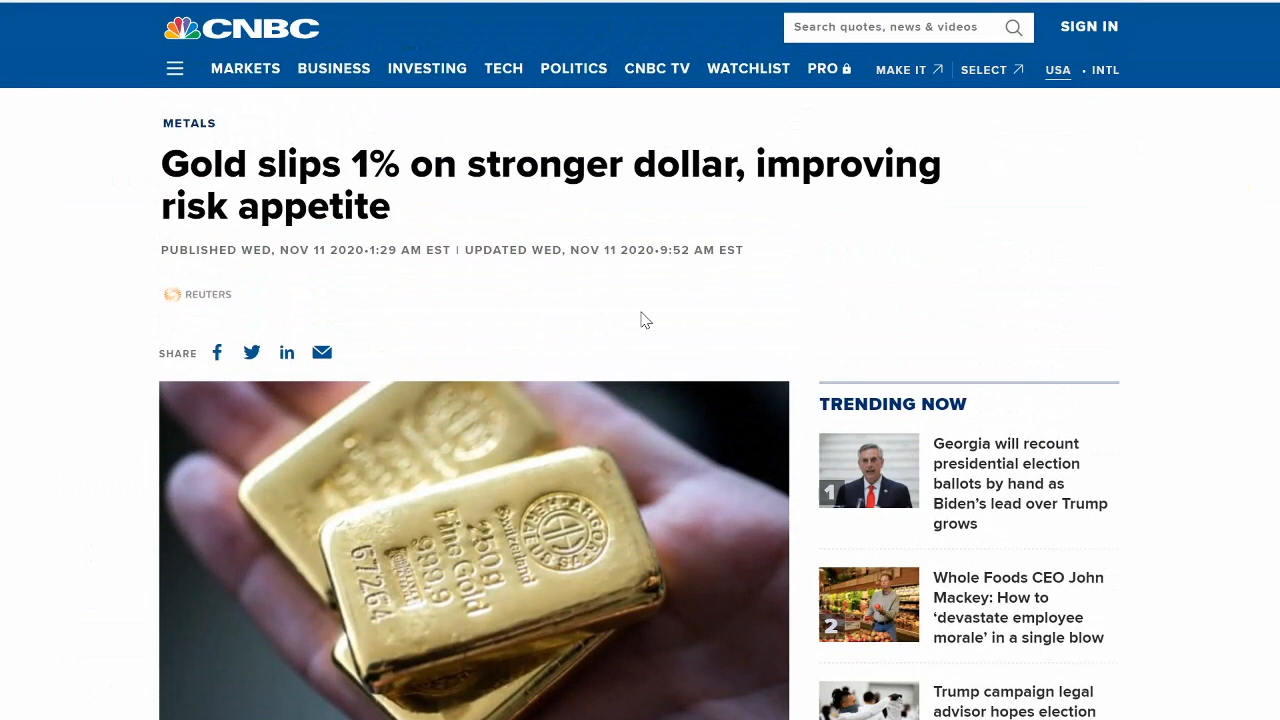 CNBC
Search quotes, news & videos
SIGN IN
MARKETS BUSINESS INVESTING TECH POLITICS CNBC TV WATCHLIST PRO MAKE IT SELECT USA • INTL
METALS
Gold slips 1% on stronger dollar, improving
risk appetite
PUBLISHED WED, NOV 11 2020•1:29 AM EST | UPDATED WED, NOV 11 2020•9:52 AM EST
REUTERS
SHARE
250g
Fine Gold
999,9
Switzerland
67264
ARGOR
HERAEUS SA
TRENDING NOW
1
Georgia will recount
presidential election
ballots by hand as
Biden’s lead over Trump
grows
2
Whole Foods CEO John
Mackey: How to
‘devastate employee
morale’ in a single blow
Trump campaign legal
advisor hopes election